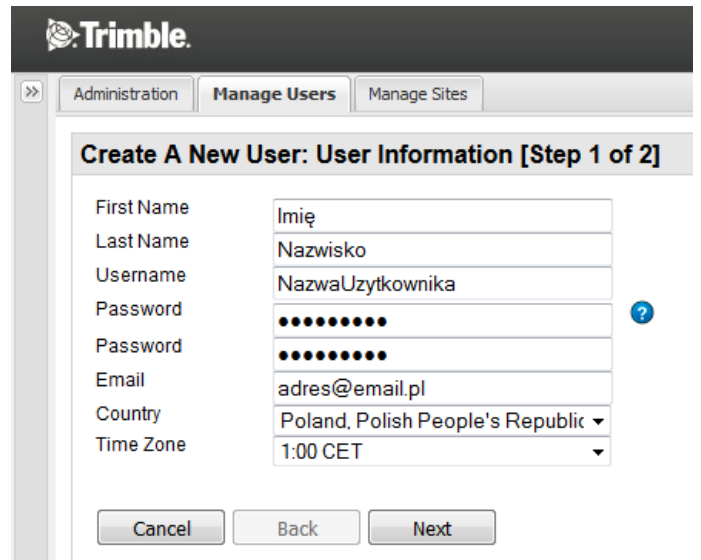 Trimble.
Administration Manage Users Manage Sites
Create A New User: User Information [Step 1 of 2]
First Name Imię
Last Name Nazwisko
Username NazwaUzytkownika
Password ●●●●●●●●● ?
Password ●●●●●●●●●
Email adres@email.pl
Country Poland, Polish People's Republic
Time Zone 1:00 CET
Cancel Back Next